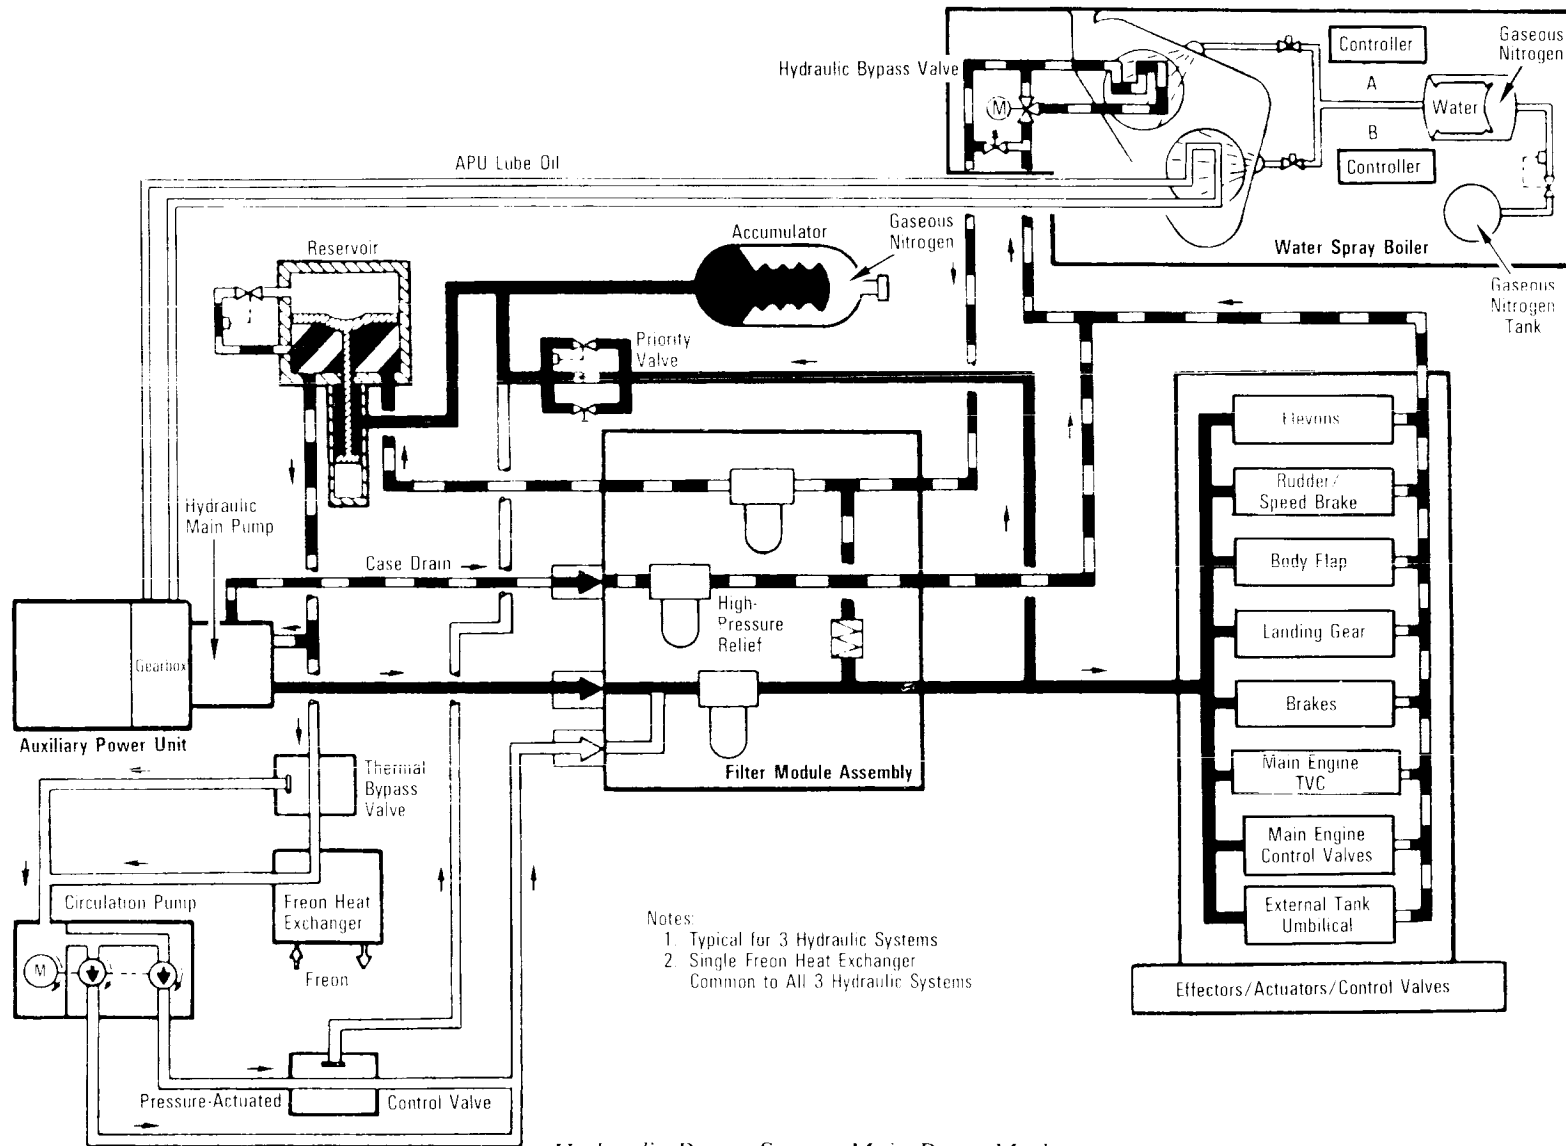 Hydraulic Bypass Valve
Controller
A
B
Controller
Water
Gaseous
Nitrogen
Gaseous
Nitrogen
Tank
Water Spray Boiler
APU Lube Oil
Reservoir
Accumulator
Gaseous
Nitrogen
Priority
Valve
M
Hydraulic
Main Pump
Case Drain
High-
Pressure
Relief
Gearbox
Auxiliary Power Unit
Filter Module Assembly
Thermal
Bypass
Valve
Circulation Pump
Freon Heat
Exchanger
Freon
M
Pressure-Actuated
Control Valve
Notes:
1. Typical for 3 Hydraulic Systems
2. Single Freon Heat Exchanger
Common to All 3 Hydraulic Systems
Elevons
Rudder/
Speed Brake
Body Flap
Landing Gear
Brakes
Main Engine
TVC
Main Engine
Control Valves
External Tank
Umbilical
Effectors/Actuators/Control Valves